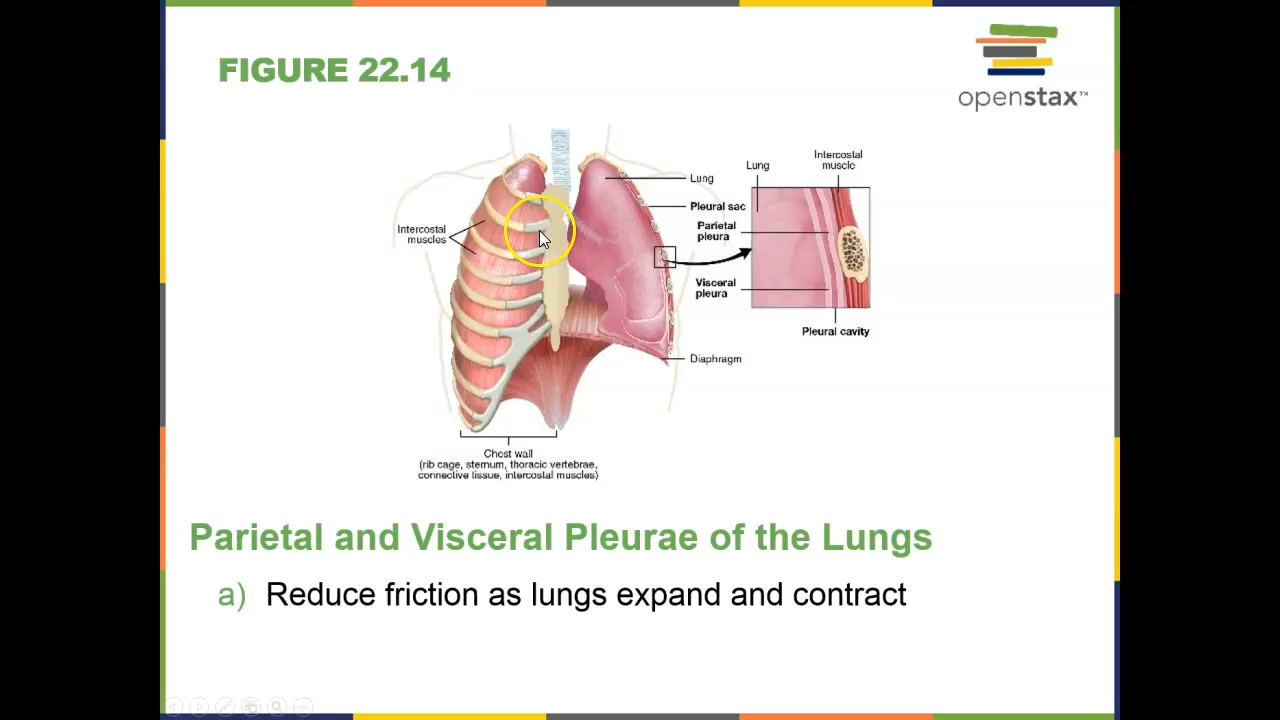 FIGURE 22.14
openstax™
Lung
Pleural sac
Parietal
pleura
Visceral
pleura
Diaphragm
Lung
Intercostal
muscle
Pleural cavity
Intercostal
muscles
Chest wall
(rib cage, sternum, thoracic vertebrae,
connective tissue, intercostal muscles)
Parietal and Visceral Pleurae of the Lungs
a) Reduce friction as lungs expand and contract